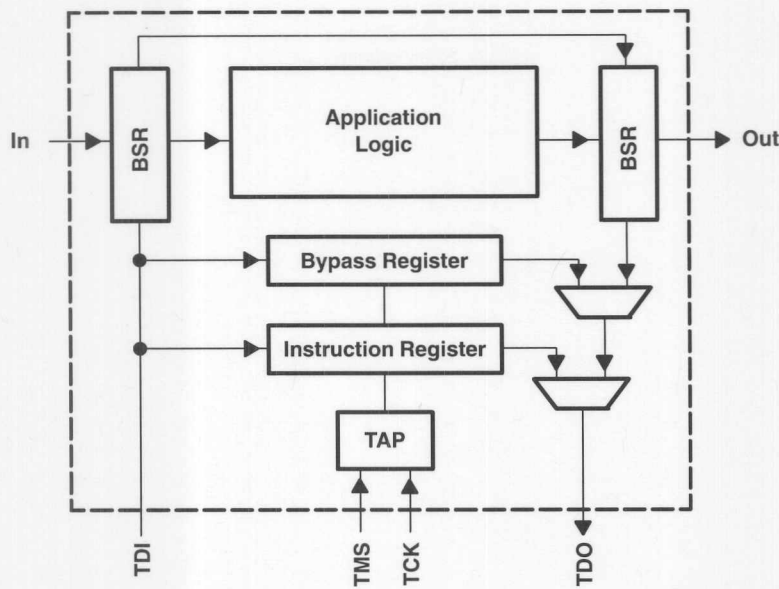 Application
Logic
In
BSR
BSR
Out
Bypass Register
Instruction Register
TAP
TDI
TMS
TCK
TDO